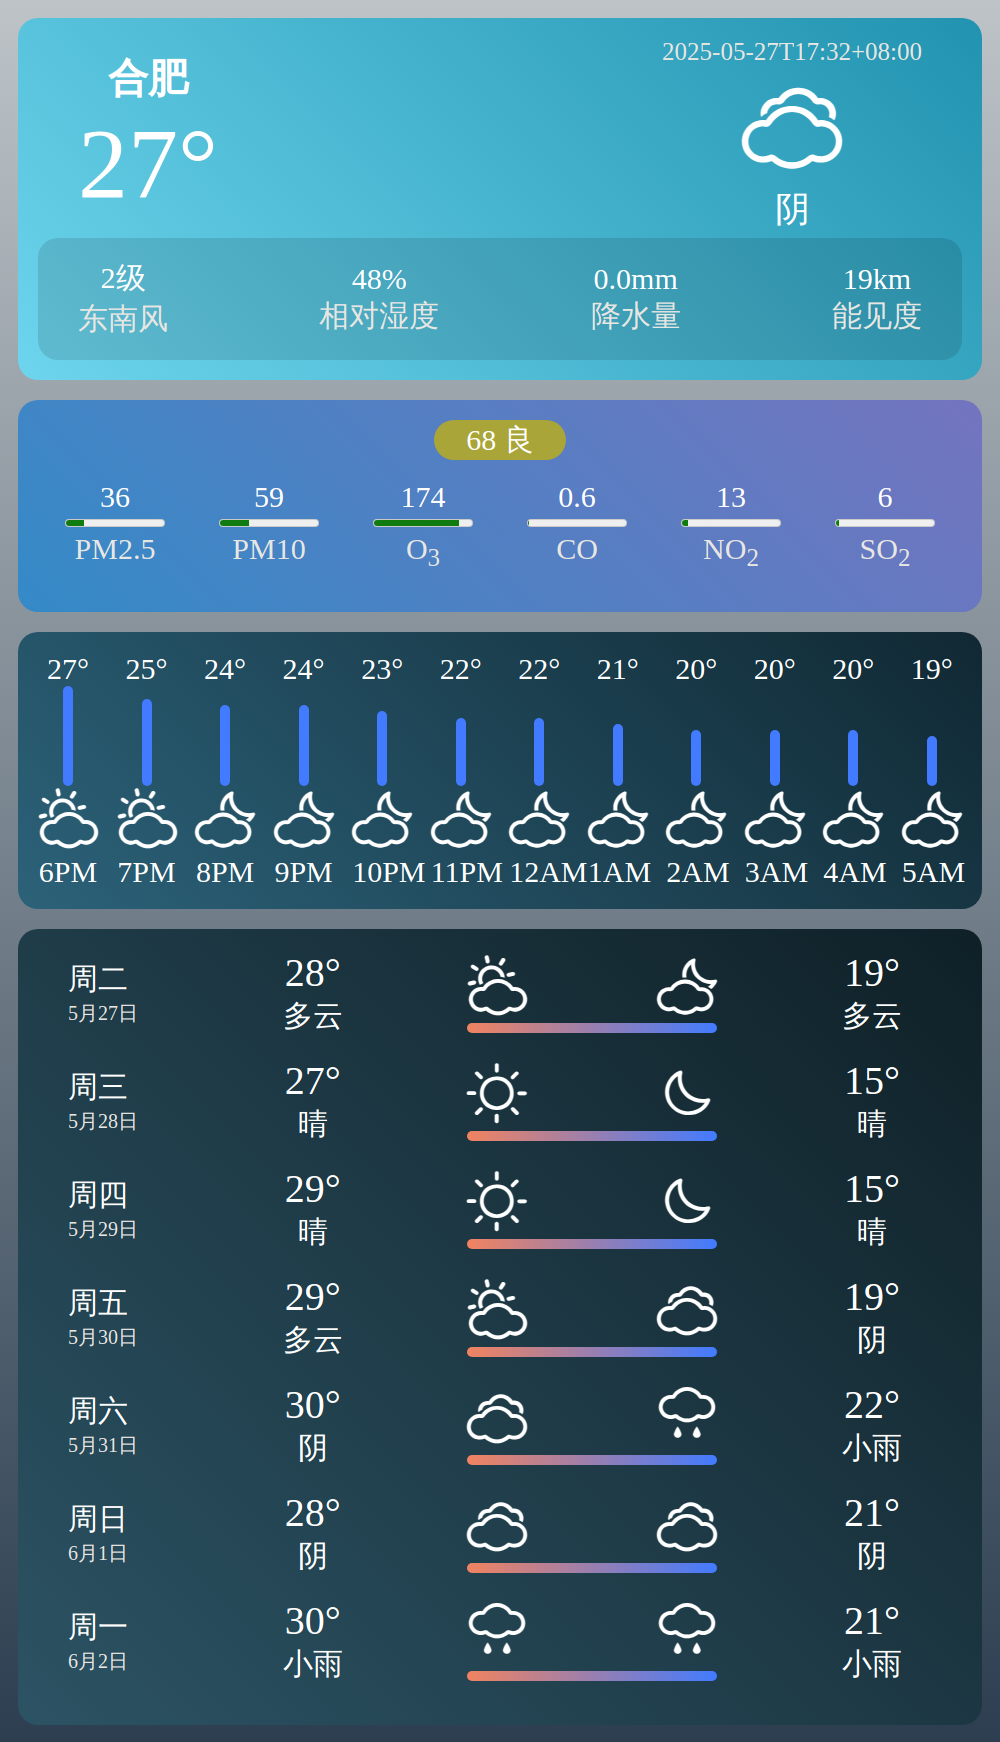 合肥
27°
2025-05-27T17:32+08:00
阴
2级 48% 0.0mm 19km
东南风 相对湿度 降水量 能见度
68 良
36 59 174 0.6 13 6
PM2.5 PM10 O3 CO NO2 SO2
27° 25° 24° 24° 23° 22° 22° 21° 20° 20° 20° 19°
6PM 7PM 8PM 9PM 10PM 11PM 12AM 1AM 2AM 3AM 4AM 5AM
周二 28° 19°
5月27日 多云 多云
周三 27° 15°
5月28日 晴 晴
周四 29° 15°
5月29日 晴 晴
周五 29° 19°
5月30日 多云 阴
周六 30° 22°
5月31日 阴 小雨
周日 28° 21°
6月1日 阴 阴
周一 30° 21°
6月2日 小雨 小雨